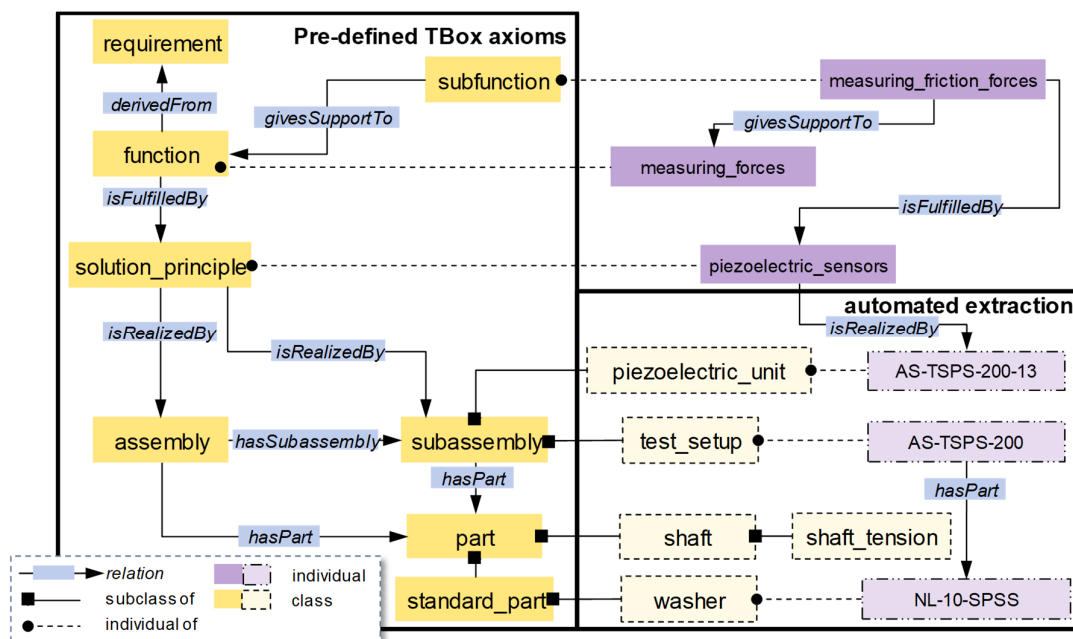 requirement
Pre-defined TBox axioms
subfunction
measuring_friction_forces
derivedFrom
givesSupportTo
givesSupportTo
function
measuring_forces
isFulfilledBy
isFulfilledBy
solution_principle
piezoelectric_sensors
automated extraction
isRealizedBy
isRealizedBy
isRealizedBy
piezoelectric_unit
AS-TSPS-200-13
assembly
hasSubassembly
subassembly
test_setup
AS-TSPS-200
hasPart
hasPart
hasPart
part
shaft
shaft_tension
relation
individual
subclass of
class
individual of
standard_part
washer
NL-10-SPSS